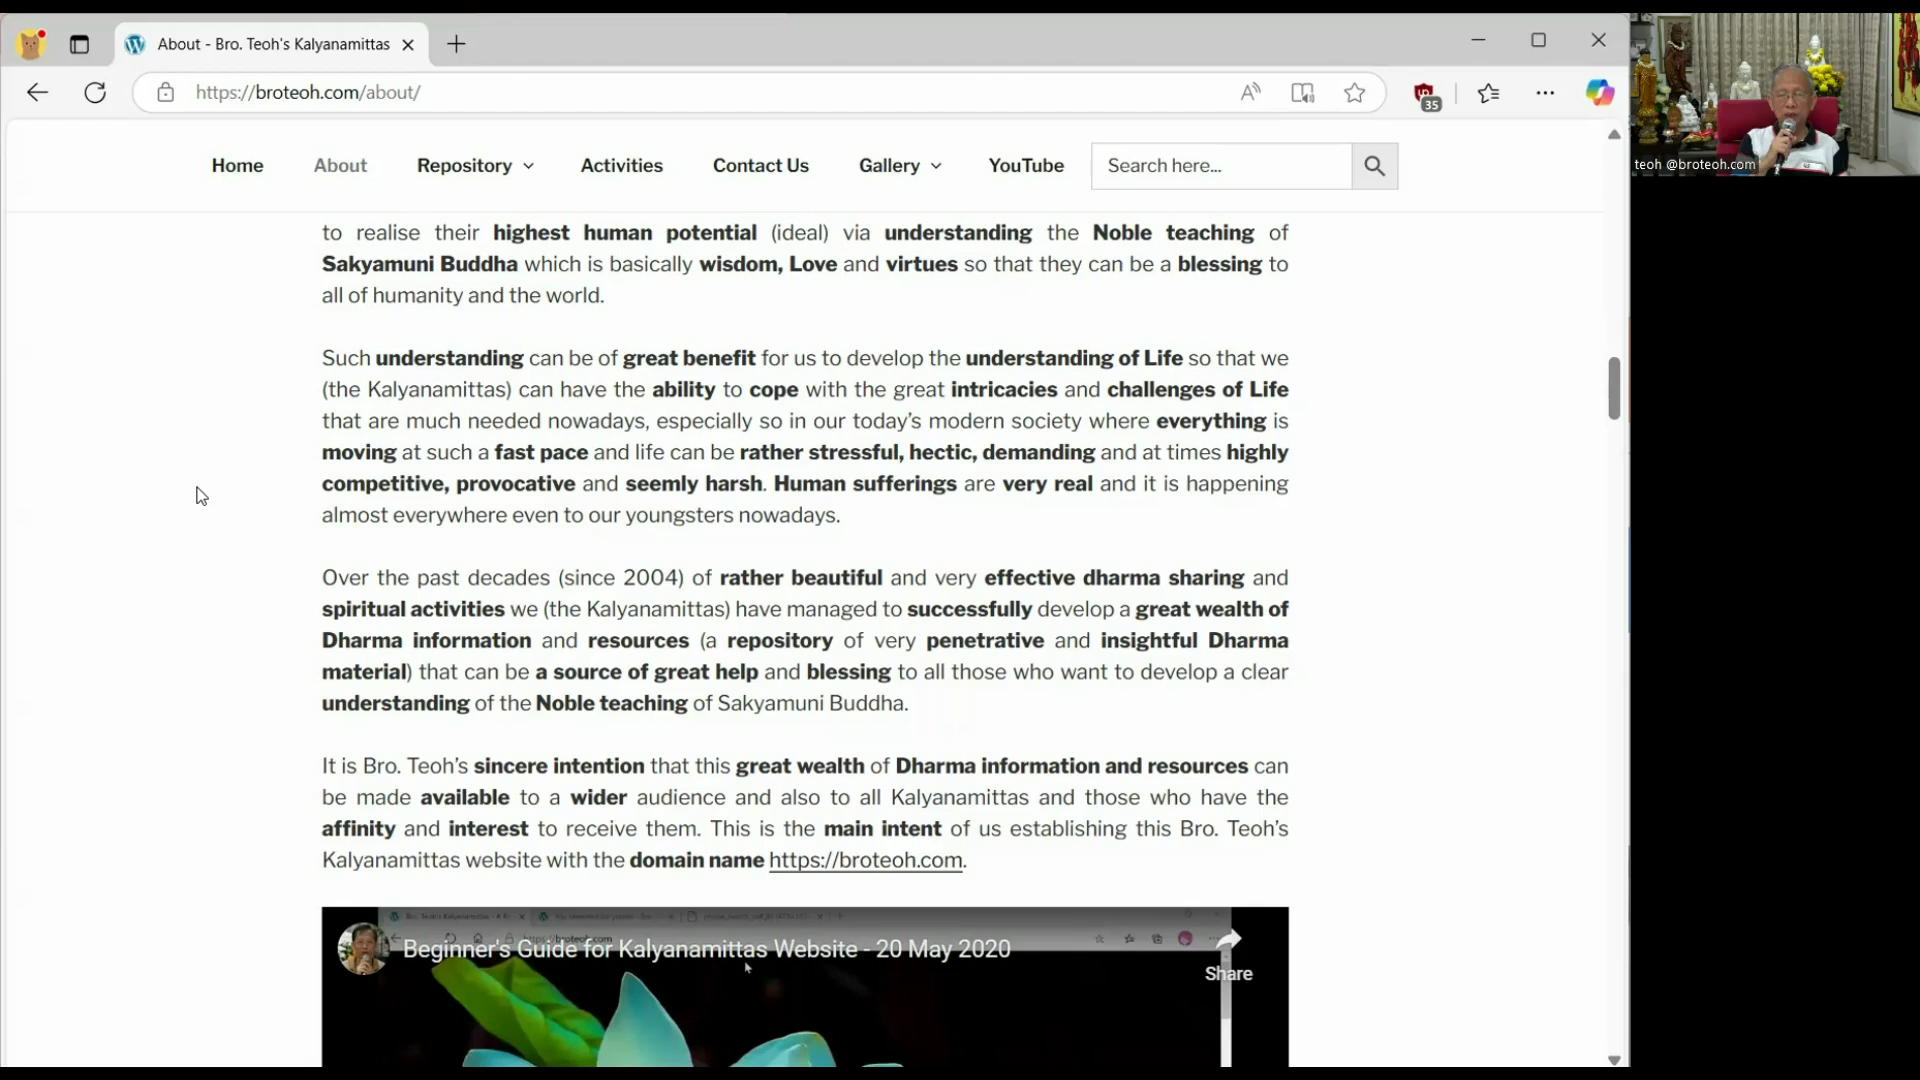 About - Bro. Teoh's Kalyanamittas
https://broteoh.com/about/
35
Home About Repository Activities Contact Us Gallery YouTube Search here...
teoh @broteoh.com
to realise their highest human potential (ideal) via understanding the Noble teaching of
Sakyamuni Buddha which is basically wisdom, Love and virtues so that they can be a blessing to
all of humanity and the world.
Such understanding can be of great benefit for us to develop the understanding of Life so that we
(the Kalyanamittas) can have the ability to cope with the great intricacies and challenges of Life
that are much needed nowadays, especially so in our today's modern society where everything is
moving at such a fast pace and life can be rather stressful, hectic, demanding and at times highly
competitive, provocative and seemly harsh. Human sufferings are very real and it is happening
almost everywhere even to our youngsters nowadays.
Over the past decades (since 2004) of rather beautiful and very effective dharma sharing and
spiritual activities we (the Kalyanamittas) have managed to successfully develop a great wealth of
Dharma information and resources (a repository of very penetrative and insightful Dharma
material) that can be a source of great help and blessing to all those who want to develop a clear
understanding of the Noble teaching of Sakyamuni Buddha.
It is Bro. Teoh's sincere intention that this great wealth of Dharma information and resources can
be made available to a wider audience and also to all Kalyanamittas and those who have the
affinity and interest to receive them. This is the main intent of us establishing this Bro. Teoh's
Kalyanamittas website with the domain name https://broteoh.com.
Beginner's Guide for Kalyanamittas Website - 20 May 2020
Share